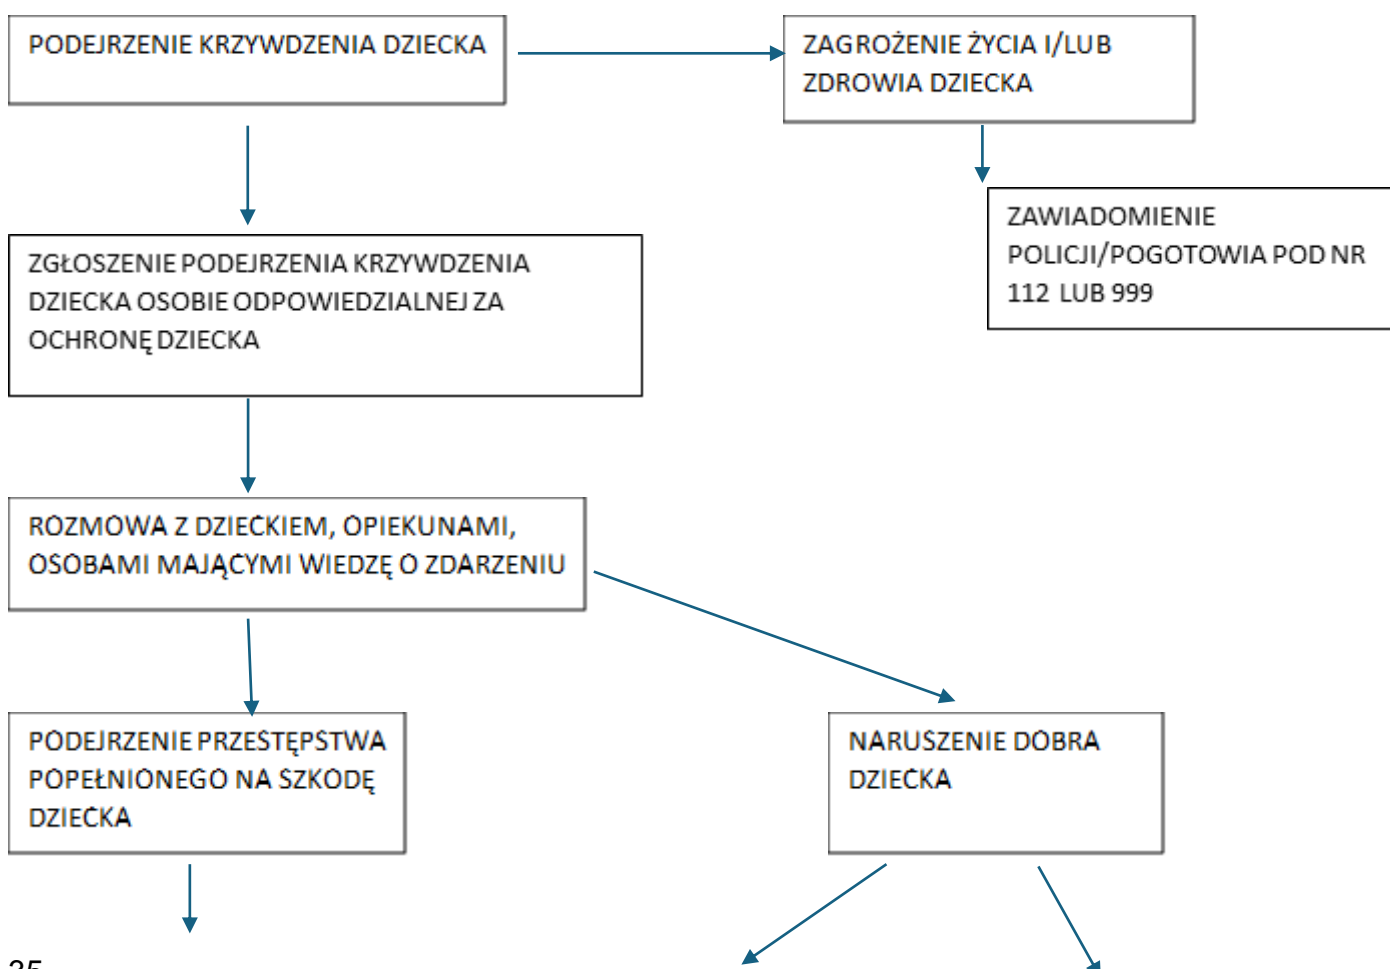 PODEJRZENIE KRZYWDZENIA DZIECKA
ZAGROŻENIE ŻYCIA I/LUB
ZDROWIA DZIECKA
ZAWIADOMIENIE
POLICJI/POGOTOWIA POD NR
112 LUB 999
ZGŁOSZENIE PODEJRZENIA KRZYWDZENIA
DZIECKA OSOBIE ODPOWIEDZIALNEJ ZA
OCHRONĘ DZIECKA
ROZMOWA Z DZIECKIEM, OPIEKUNAMI,
OSOBAMI MAJĄCYMI WIEDZĘ O ZDARZENIU
PODEJRZENIE PRZESTĘPSTWA
POPEŁNIONEGO NA SZKODĘ
DZIECKA
NARUSZENIE DOBRA
DZIECKA